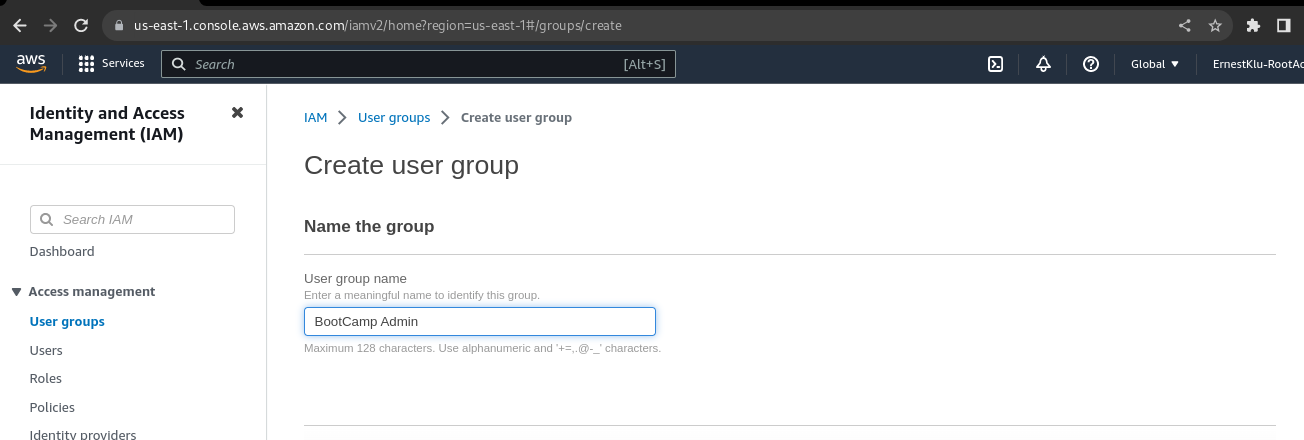 us-east-1.console.aws.amazon.com/iamv2/home?region=us-east-1#/groups/create
aws Services Search [Alt+S] Global ErnestKlu-RootAc
Identity and Access
Management (IAM)
IAM > User groups > Create user group
Create user group
Search IAM
Name the group
Dashboard
User group name
Access management
Enter a meaningful name to identify this group.
User groups
BootCamp Admin
Users
Maximum 128 characters. Use alphanumeric and '+=,.@-_' characters.
Roles
Policies
Identity providers